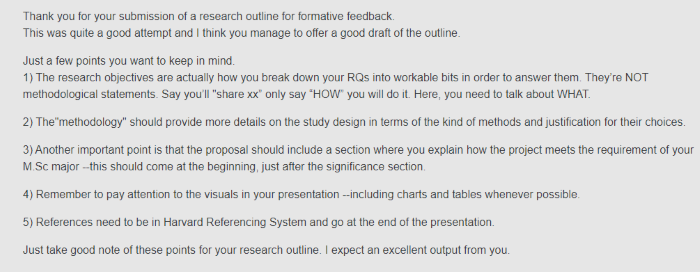 Thank you for your submission of a research outline for formative feedback.
This was quite a good attempt and I think you manage to offer a good draft of the outline.
Just a few points you want to keep in mind.
1) The research objectives are actually how you break down your RQs into workable bits in order to answer them. They're NOT
methodological statements. Say you'll "share xx" only say "HOW" you will do it. Here, you need to talk about WHAT.
2) The"methodology" should provide more details on the study design in terms of the kind of methods and justification for their choices.
3) Another important point is that the proposal should include a section where you explain how the project meets the requirement of your
M.Sc major --this should come at the beginning, just after the significance section.
4) Remember to pay attention to the visuals in your presentation --including charts and tables whenever possible.
5) References need to be in Harvard Referencing System and go at the end of the presentation.
Just take good note of these points for your research outline. I expect an excellent output from you.